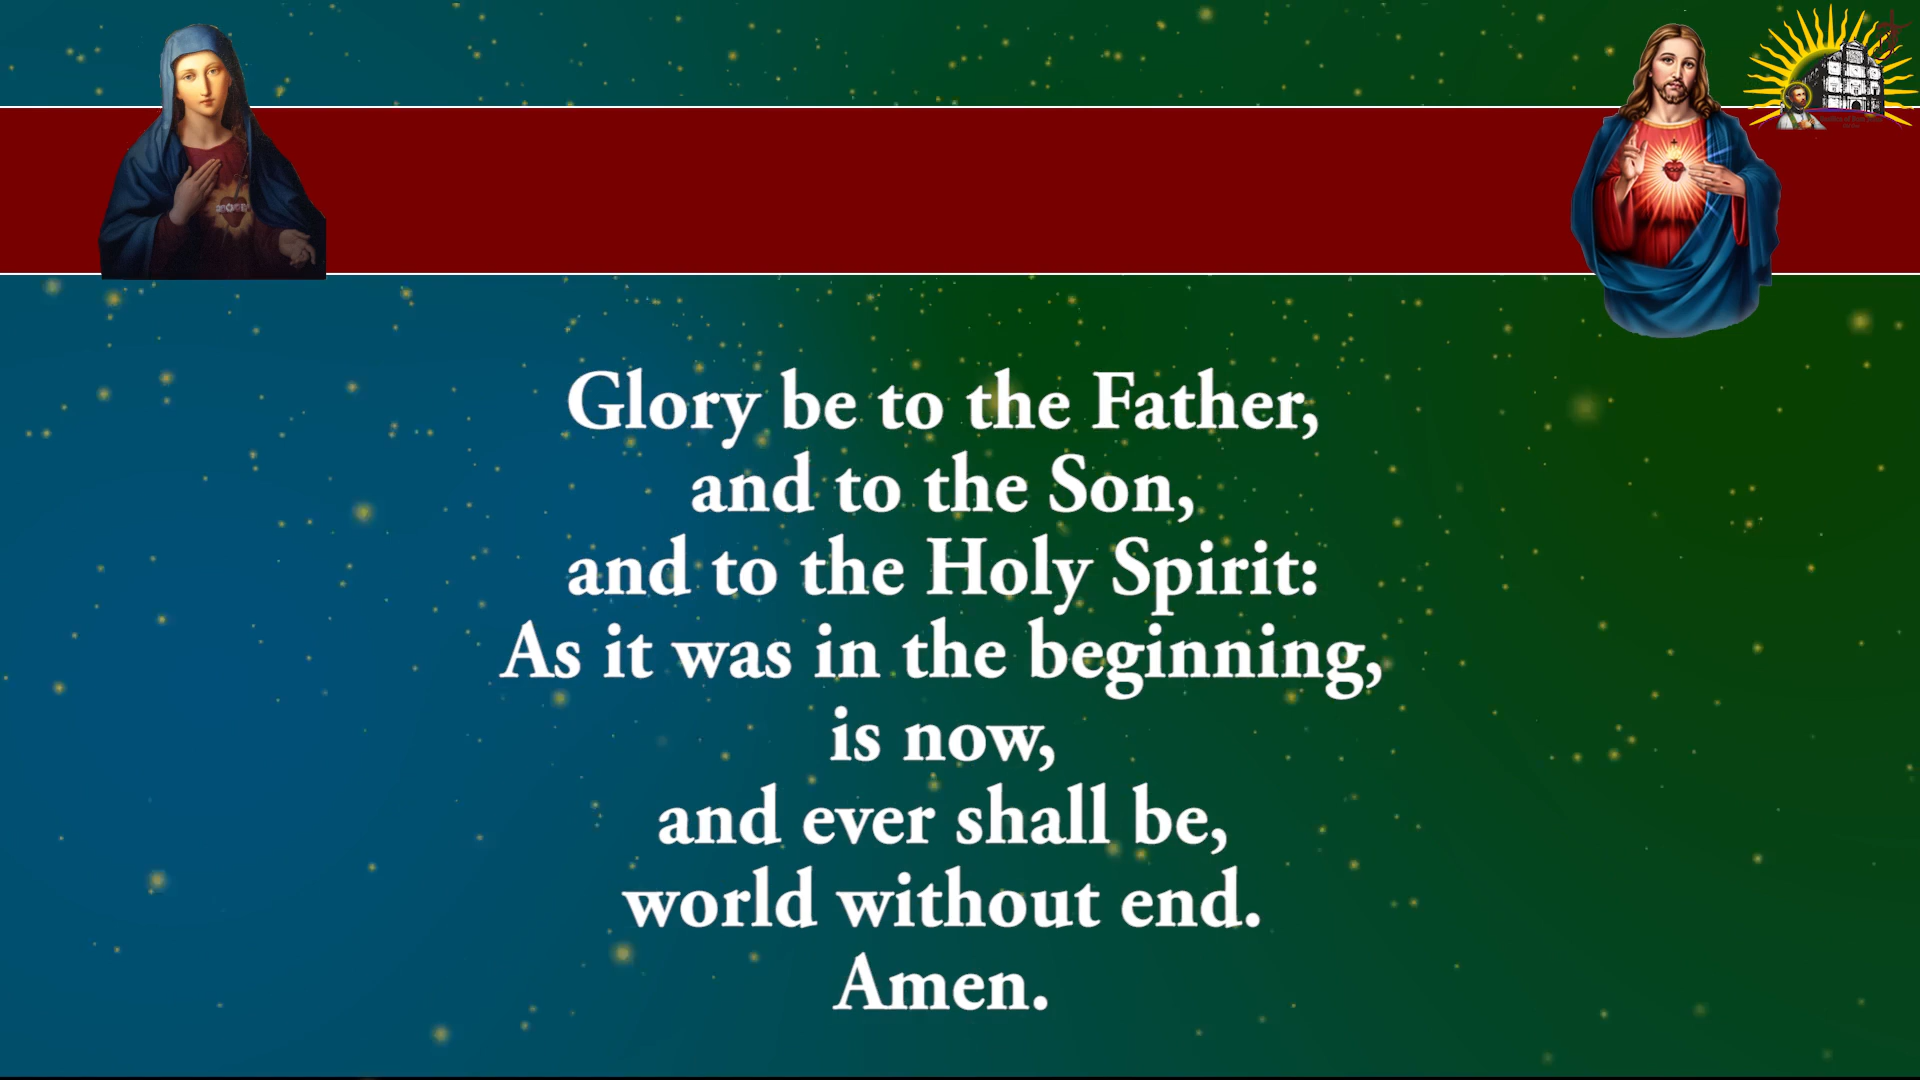 Glory be to the Father,
and to the Son,
and to the Holy Spirit:
As it was in the beginning,
is now,
and ever shall be,
world without end.
Amen.